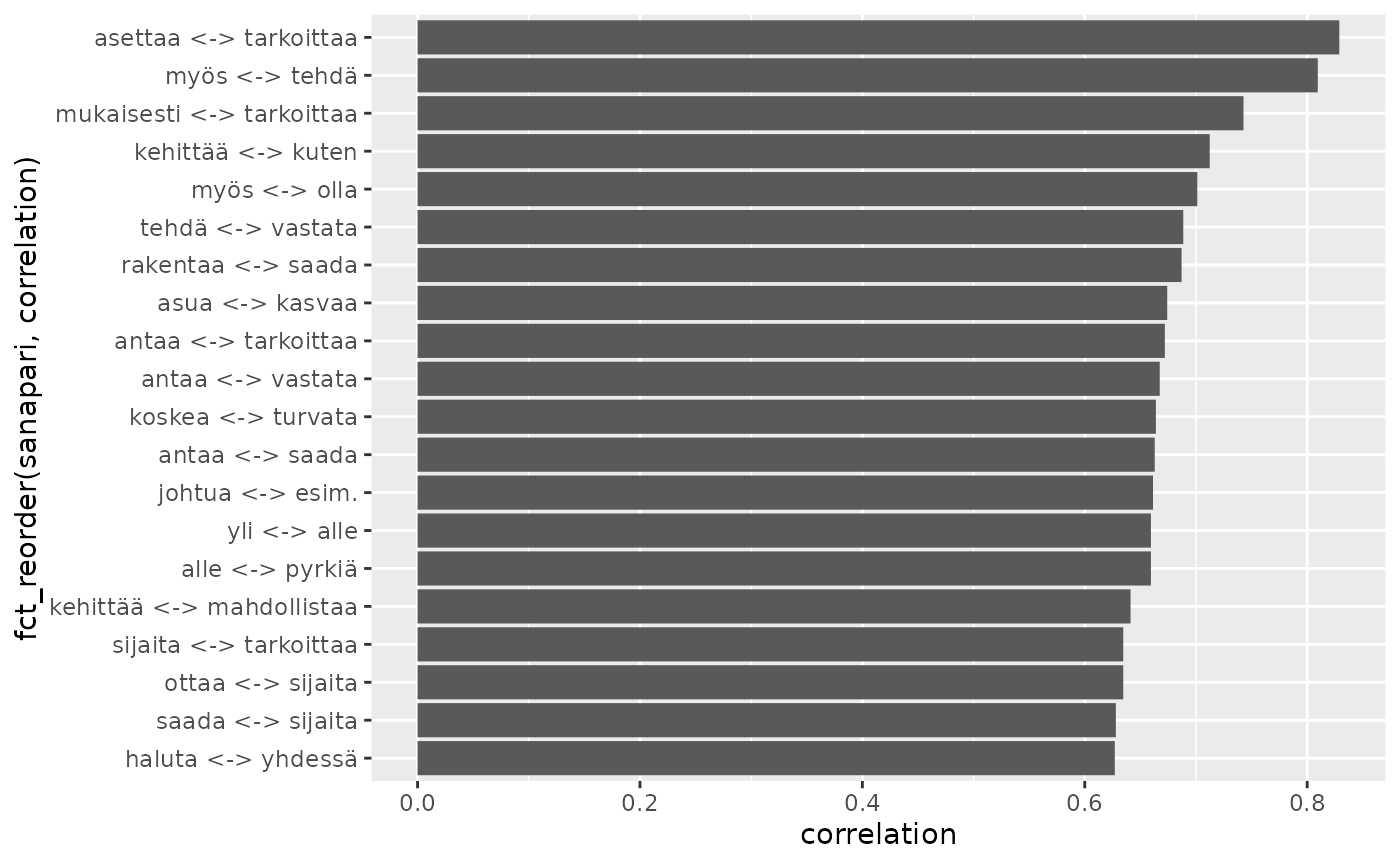 fct_reorder(sanapari, correlation)
asettaa <-> tarkoittaa
myös <-> tehdä
mukaisesti <-> tarkoittaa
kehittää <-> kuten
myös <-> olla
tehdä <-> vastata
rakentaa <-> saada
asua <-> kasvaa
antaa <-> tarkoittaa
antaa <-> vastata
koskea <-> turvata
antaa <-> saada
johtua <-> esim.
yli <-> alle
alle <-> pyrkiä
kehittää <-> mahdollistaa
sijaita <-> tarkoittaa
ottaa <-> sijaita
saada <-> sijaita
haluta <-> yhdessä
0.0 0.2 0.4 0.6 0.8
correlation